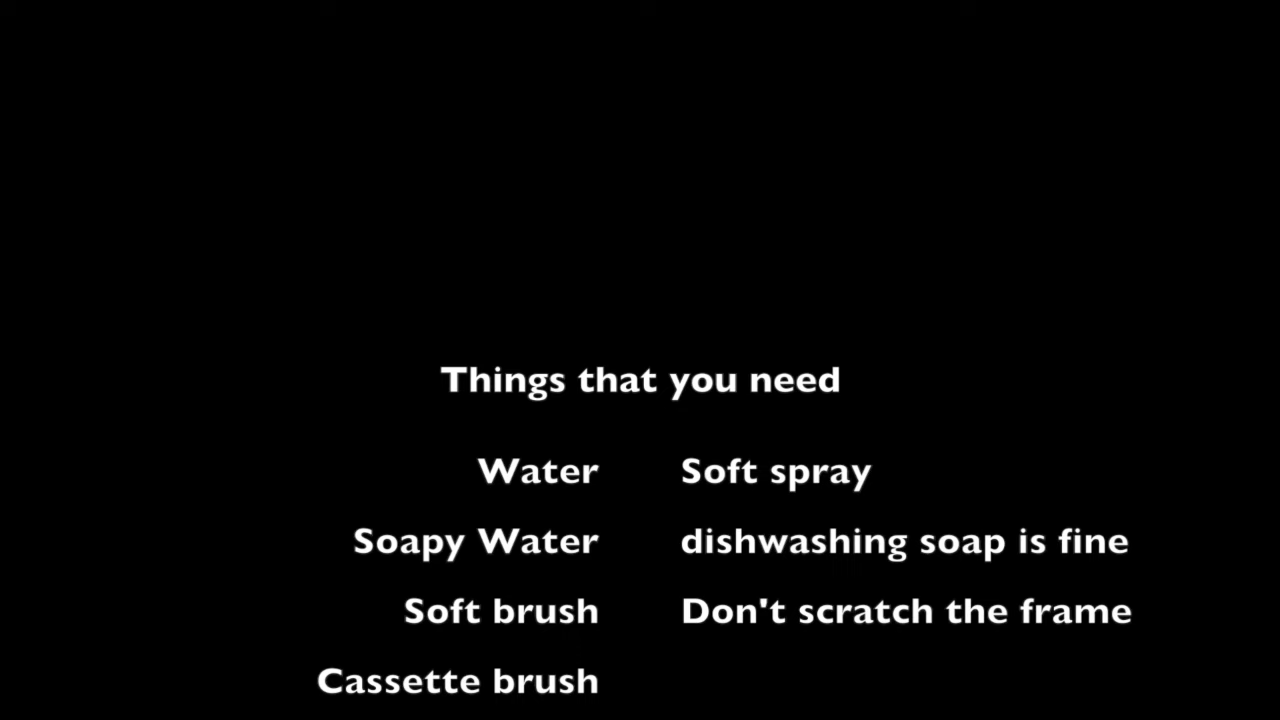 Things that you need
Water Soft spray
Soapy Water dishwashing soap is fine
Soft brush Don't scratch the frame
Cassette brush